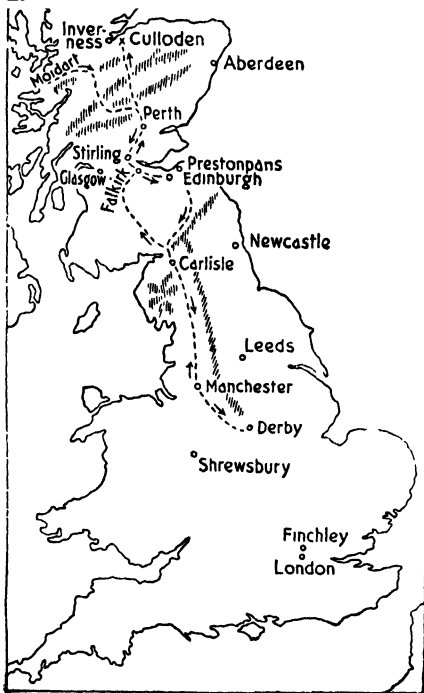 Inver-
ness
Culloden
Moidart
Aberdeen
Perth
Stirling
Prestonpans
Glasgow
Falkirk
Edinburgh
Newcastle
Carlisle
Leeds
Manchester
Derby
Shrewsbury
Finchley
London